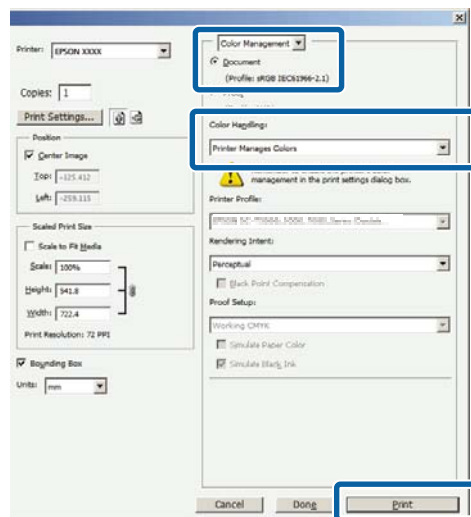 Printer: EPSON XXXX
Copies: 1
Print Settings...
Position
Center Image
Top: -125.412
Left: -259.115
Scaled Print Size
Scale to Fit Media
Scale: 100%
Height: 541.8
Width: 722.4
Print Resolution: 72 PPI
Bounding Box
Units: mm
Color Management
Document
(Profile: sRGB IEC61966-2.1)
Color Handling:
Printer Manages Colors
management in the print settings dialog box.
Printer Profile:
Rendering Intent:
Perceptual
Black Point Compensation
Proof Setup:
Working CMYK
Simulate Paper Color
Simulate Black Ink
Cancel
Done
Print